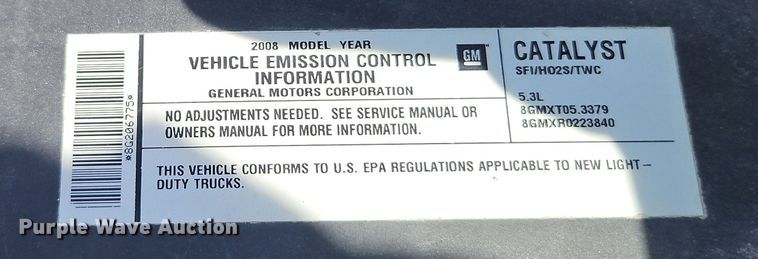 *8G206775*
2008 MODEL YEAR
VEHICLE EMISSION CONTROL
INFORMATION
GENERAL MOTORS CORPORATION
GM
CATALYST
SFI/HO2S/TWC
5.3L
8GMXT05.3379
8GMXR0223840
NO ADJUSTMENTS NEEDED. SEE SERVICE MANUAL OR
OWNERS MANUAL FOR MORE INFORMATION.
THIS VEHICLE CONFORMS TO U.S. EPA REGULATIONS APPLICABLE TO NEW LIGHT-
DUTY TRUCKS.
Purple Wave Auction